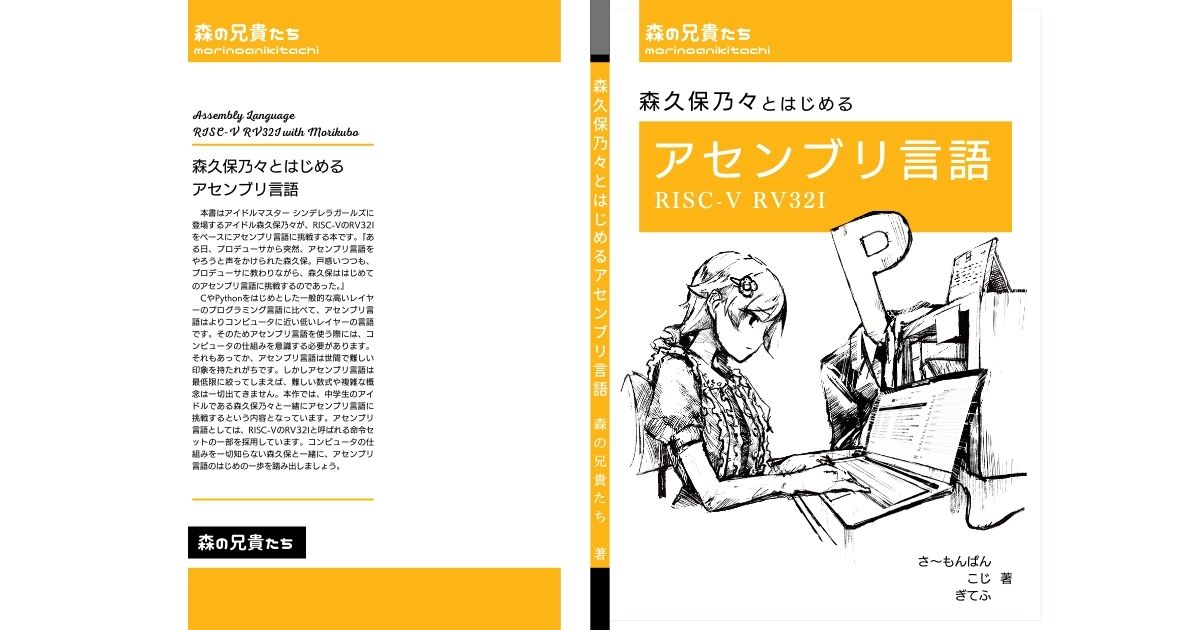 森の兄貴たち
morinoanikitachi
Assembly Language
RISC-V RV32I with Morikubo
森久保乃々とはじめる
アセンブリ言語
本書はアイドルマスター シンデレラガールズに
登場するアイドル森久保乃々が、RISC-VのRV32I
をベースにアセンブリ言語に挑戦する本です。『あ
る日、プロデューサから突然、アセンブリ言語を
やろうと声をかけられた森久保。戸惑いつつも、
プロデューサに教わりながら、森久保ははじめて
のアセンブリ言語に挑戦するのであった。』
CやPythonをはじめとした一般的な高いレイヤ
ーのプログラミング言語に比べて、アセンブリ言
語はよりコンピュータに近い低いレイヤーの言語
です。そのためアセンブリ言語を使う際には、コ
ンピュータの仕組みを意識する必要があります。
それもあってか、アセンブリ言語は世間で難しい
印象を持たれがちです。しかしアセンブリ言語は
最低限に絞ってしまえば、難しい数式や複雑な概
念は一切出てきません。本作では、中学生のアイ
ドルである森久保乃々と一緒にアセンブリ言語に
挑戦するという内容となっています。アセンブリ
言語としては、RISC-VのRV32Iと呼ばれる命令セ
ットの一部を採用しています。コンピュータの仕
組みを一切知らない森久保と一緒に、アセンブリ
言語のはじめの一歩を踏み出しましょう。
森の兄貴たち
森久保乃々とはじめるアセンブリ言語 森の兄貴たち 著
森の兄貴たち
morinoanikitachi
森久保乃々とはじめる
アセンブリ言語
RISC-V RV32I
P
さ〜もんぱん
こじ 著
ぎてふ